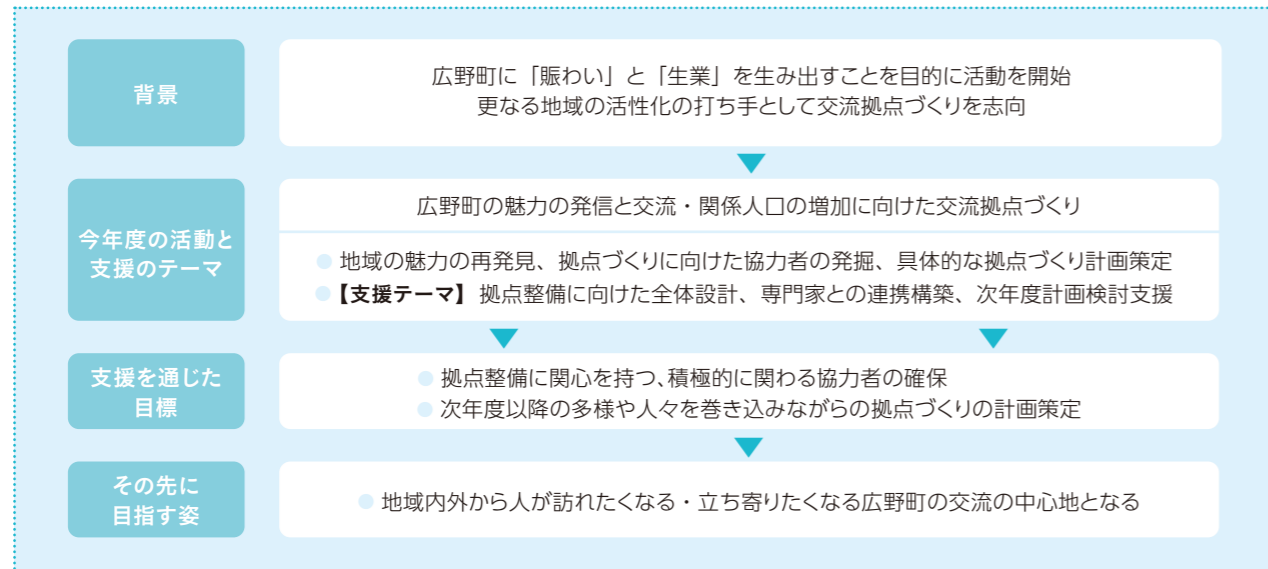 背景
広野町に「賑わい」と「生業」を生み出すことを目的に活動を開始
更なる地域の活性化の打ち手として交流拠点づくりを志向
今年度の活動と
支援のテーマ
広野町の魅力の発信と交流・関係人口の増加に向けた交流拠点づくり
● 地域の魅力の再発見、拠点づくりに向けた協力者の発掘、具体的な拠点づくり計画策定
● 【支援テーマ】拠点整備に向けた全体設計、専門家との連携構築、次年度計画検討支援
支援を通じた
目標
● 拠点整備に関心を持つ、積極的に関わる協力者の確保
● 次年度以降の多様や人々を巻き込みながらの拠点づくりの計画策定
その先に
目指す姿
● 地域内外から人が訪れたくなる・立ち寄りたくなる広野町の交流の中心地となる